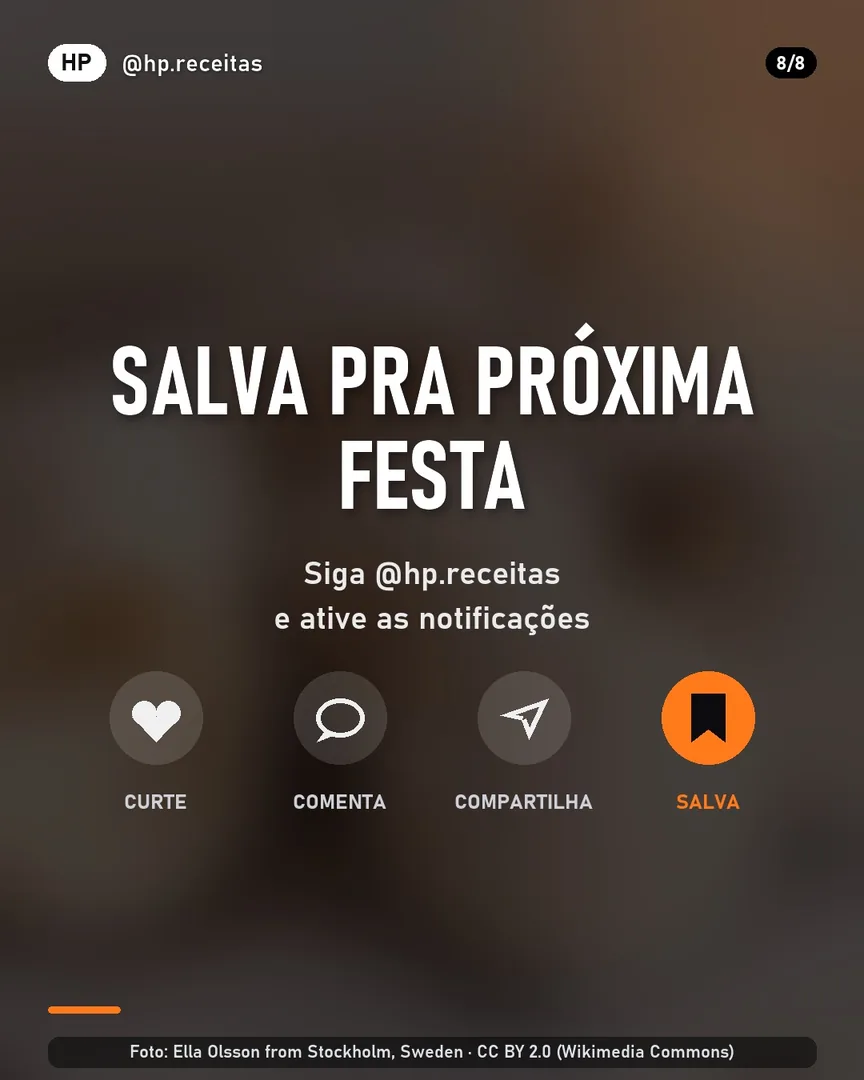 HP @hp.receitas 8/8
SALVA PRA PRÓXIMA
FESTA
Siga @hp.receitas
e ative as notificações
CURTE COMENTA COMPARTILHA SALVA
Foto: Ella Olsson from Stockholm, Sweden · CC BY 2.0 (Wikimedia Commons)